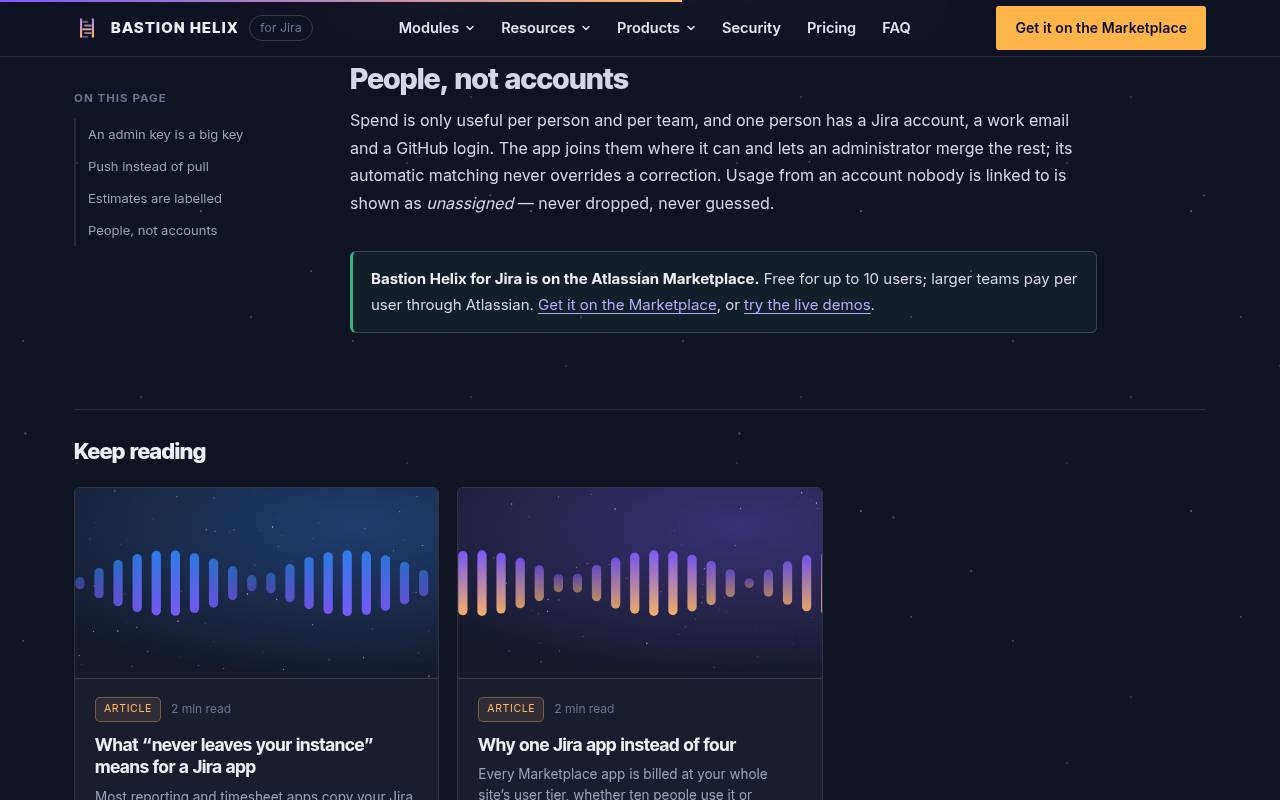 BASTION HELIX
for Jira
Modules
Resources
Products
Security
Pricing
FAQ
Get it on the Marketplace
ON THIS PAGE
An admin key is a big key
Push instead of pull
Estimates are labelled
People, not accounts
People, not accounts
Spend is only useful per person and per team, and one person has a Jira account, a work email
and a GitHub login. The app joins them where it can and lets an administrator merge the rest; its
automatic matching never overrides a correction. Usage from an account nobody is linked to is
shown as unassigned — never dropped, never guessed.
Bastion Helix for Jira is on the Atlassian Marketplace. Free for up to 10 users; larger teams pay per
user through Atlassian. Get it on the Marketplace, or try the live demos.
Keep reading
ARTICLE
2 min read
What “never leaves your instance”
means for a Jira app
Most reporting and timesheet apps copy your Jira
ARTICLE
2 min read
Why one Jira app instead of four
Every Marketplace app is billed at your whole
site’s user tier, whether ten people use it or